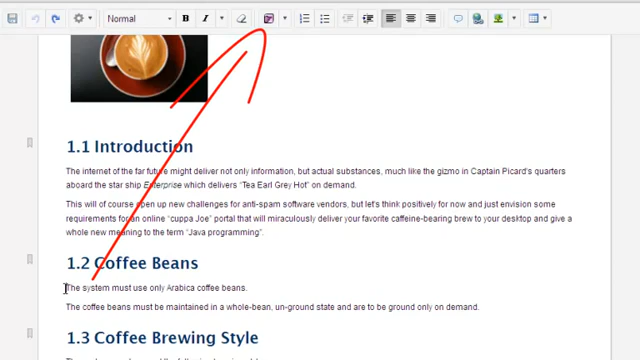 Normal
B
I
1.1 Introduction
The internet of the far future might deliver not only information, but actual substances, much like the gizmo in Captain Picard's quarters
aboard the star ship Enterprise which delivers “Tea Earl Grey Hot” on demand.
This will of course open up new challenges for anti-spam software vendors, but let's think positively for now and just envision some
requirements for an online “cuppa Joe” portal that will miraculously deliver your favorite caffeine-bearing brew to your desktop and give a
whole new meaning to the term “Java programming”.
1.2 Coffee Beans
The system must use only Arabica coffee beans.
The coffee beans must be maintained in a whole-bean, un-ground state and are to be ground only on demand.
1.3 Coffee Brewing Style